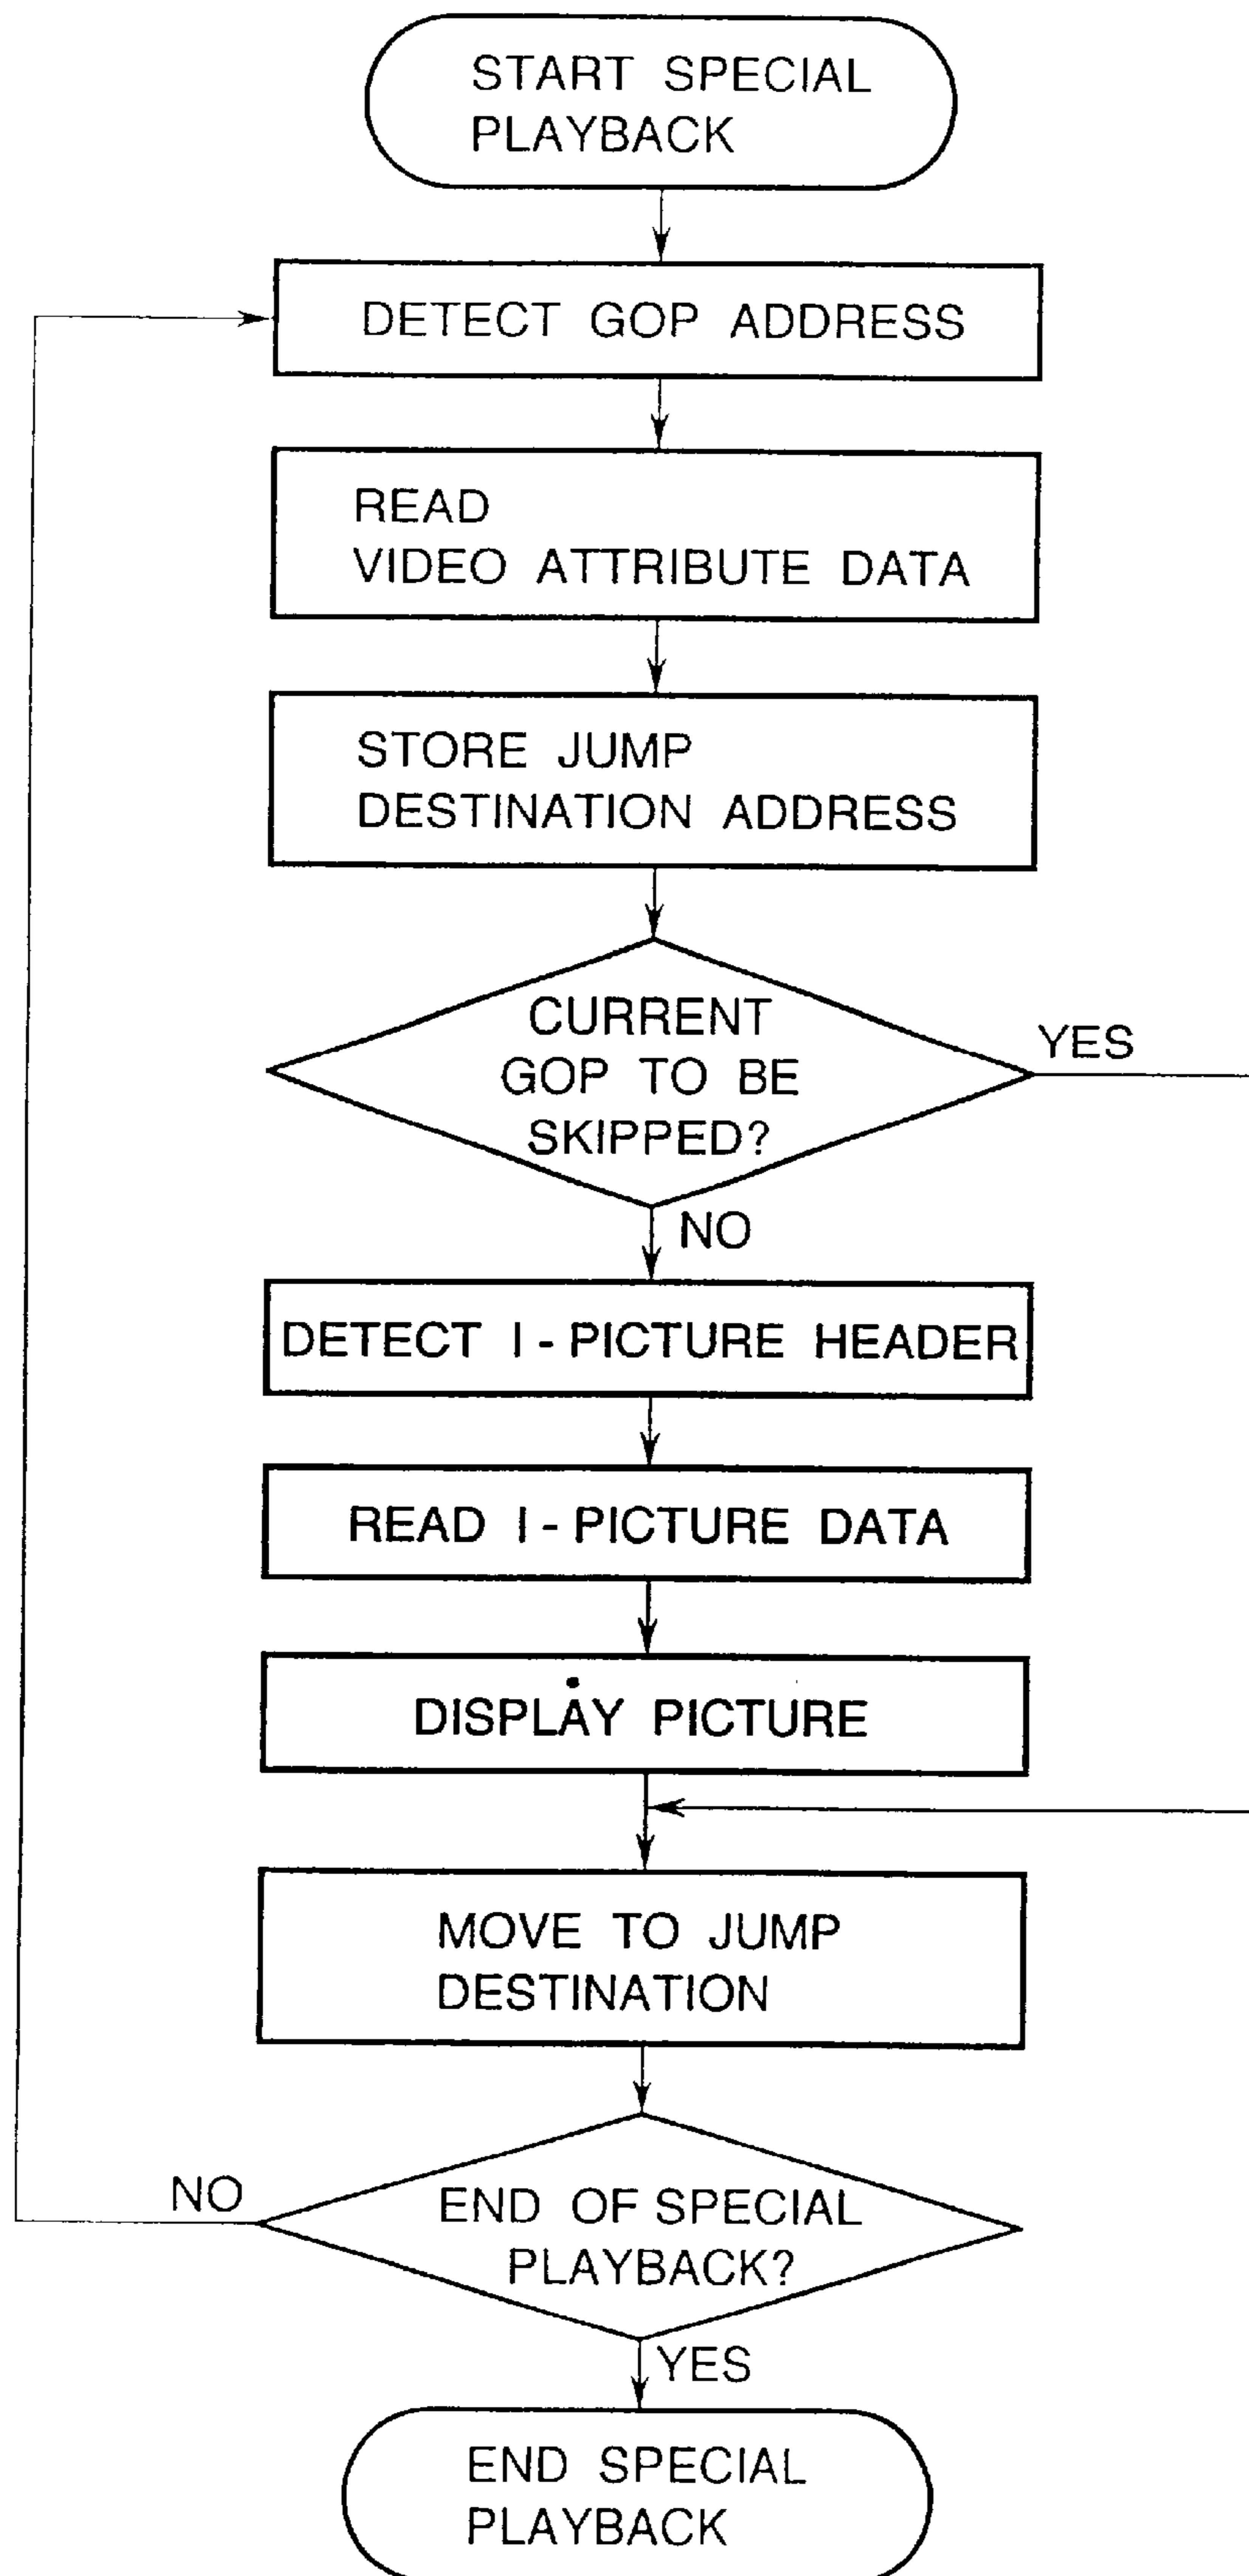 START SPECIAL
PLAYBACK
DETECT GOP ADDRESS
READ
VIDEO ATTRIBUTE DATA
STORE JUMP
DESTINATION ADDRESS
CURRENT
GOP TO BE
SKIPPED?
YES
NO
DETECT I-PICTURE HEADER
READ I-PICTURE DATA
DISPLAY PICTURE
MOVE TO JUMP
DESTINATION
NO
END OF SPECIAL
PLAYBACK?
YES
END SPECIAL
PLAYBACK